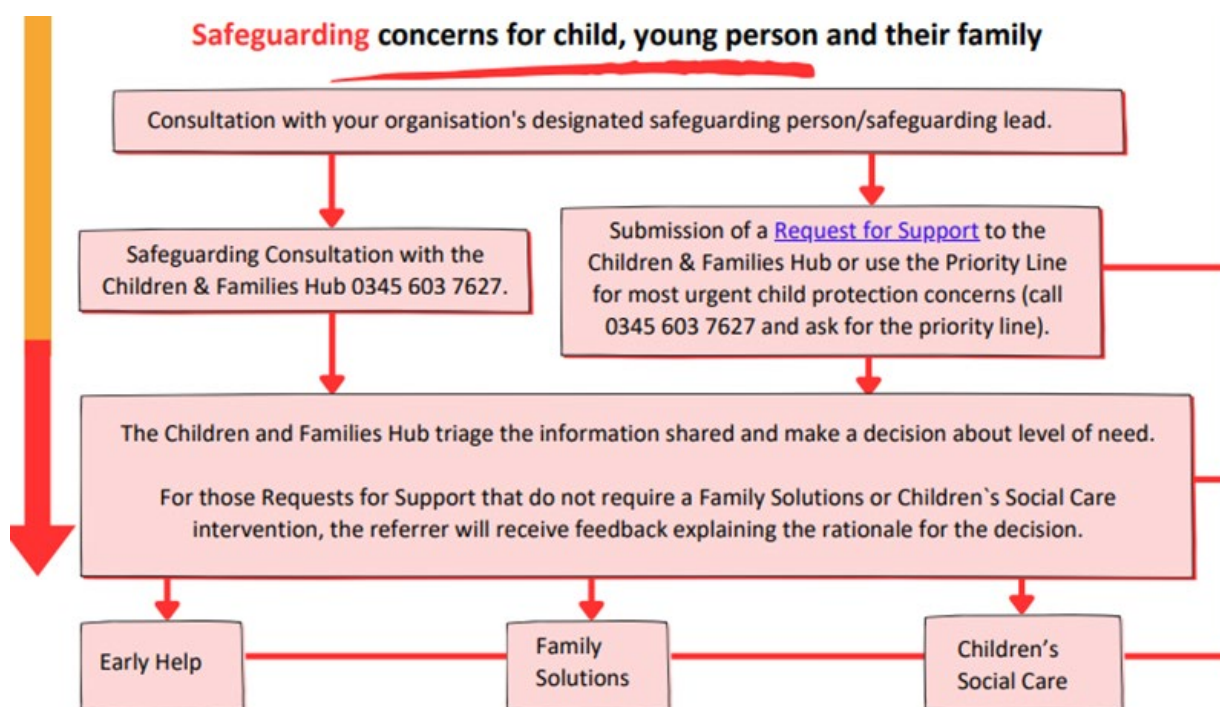 Safeguarding concerns for child, young person and their family
Consultation with your organisation's designated safeguarding person/safeguarding lead.
Safeguarding Consultation with the
Children & Families Hub 0345 603 7627.
Submission of a Request for Support to the
Children & Families Hub or use the Priority Line
for most urgent child protection concerns (call
0345 603 7627 and ask for the priority line).
The Children and Families Hub triage the information shared and make a decision about level of need.
For those Requests for Support that do not require a Family Solutions or Children`s Social Care
intervention, the referrer will receive feedback explaining the rationale for the decision.
Early Help
Family
Solutions
Children’s
Social Care